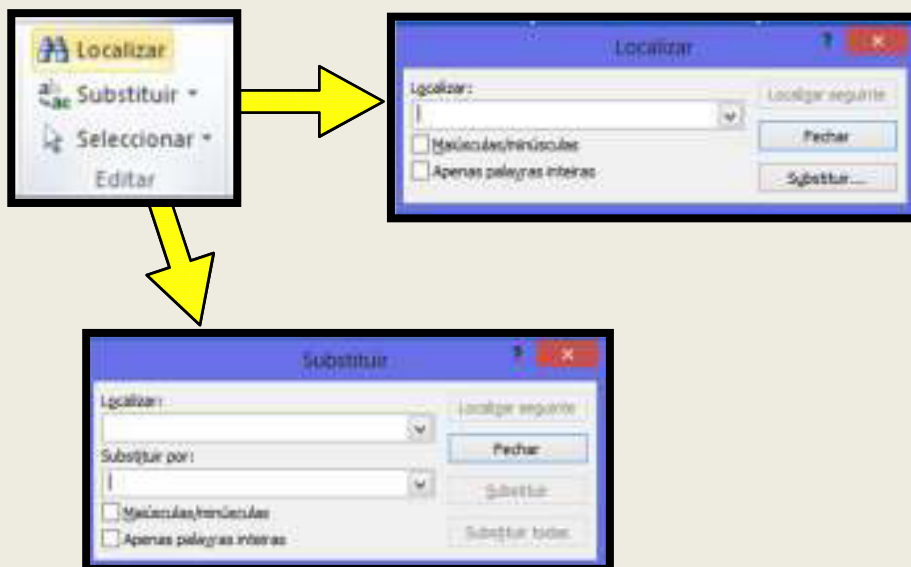 Localizar
Substituir
Seleccionar
Editar
Localizar
?
Localizar:
Localizar seguinte
Maiúsculas/minúsculas
Fechar
Apenas palavras inteiras
Substituir...
Substituir
?
Localizar:
Localizar seguinte
Substituir por:
Fechar
Substituir
Maiúsculas/minúsculas
Apenas palavras inteiras
Substituir todas